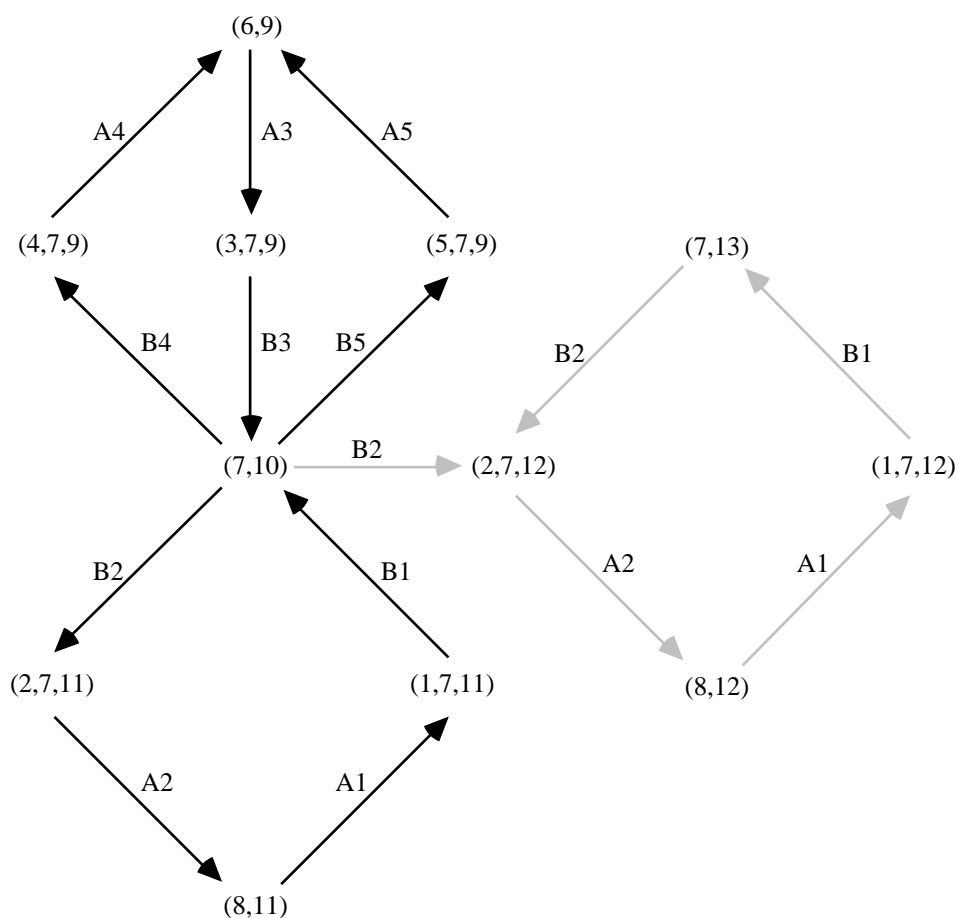 (6,9)
A4
A3
A5
(4,7,9)
(3,7,9)
(5,7,9)
(7,13)
B4
B3
B5
B2
B1
(7,10)
B2
(2,7,12)
(1,7,12)
B2
B1
A2
A1
(2,7,11)
(1,7,11)
(8,12)
A2
A1
(8,11)